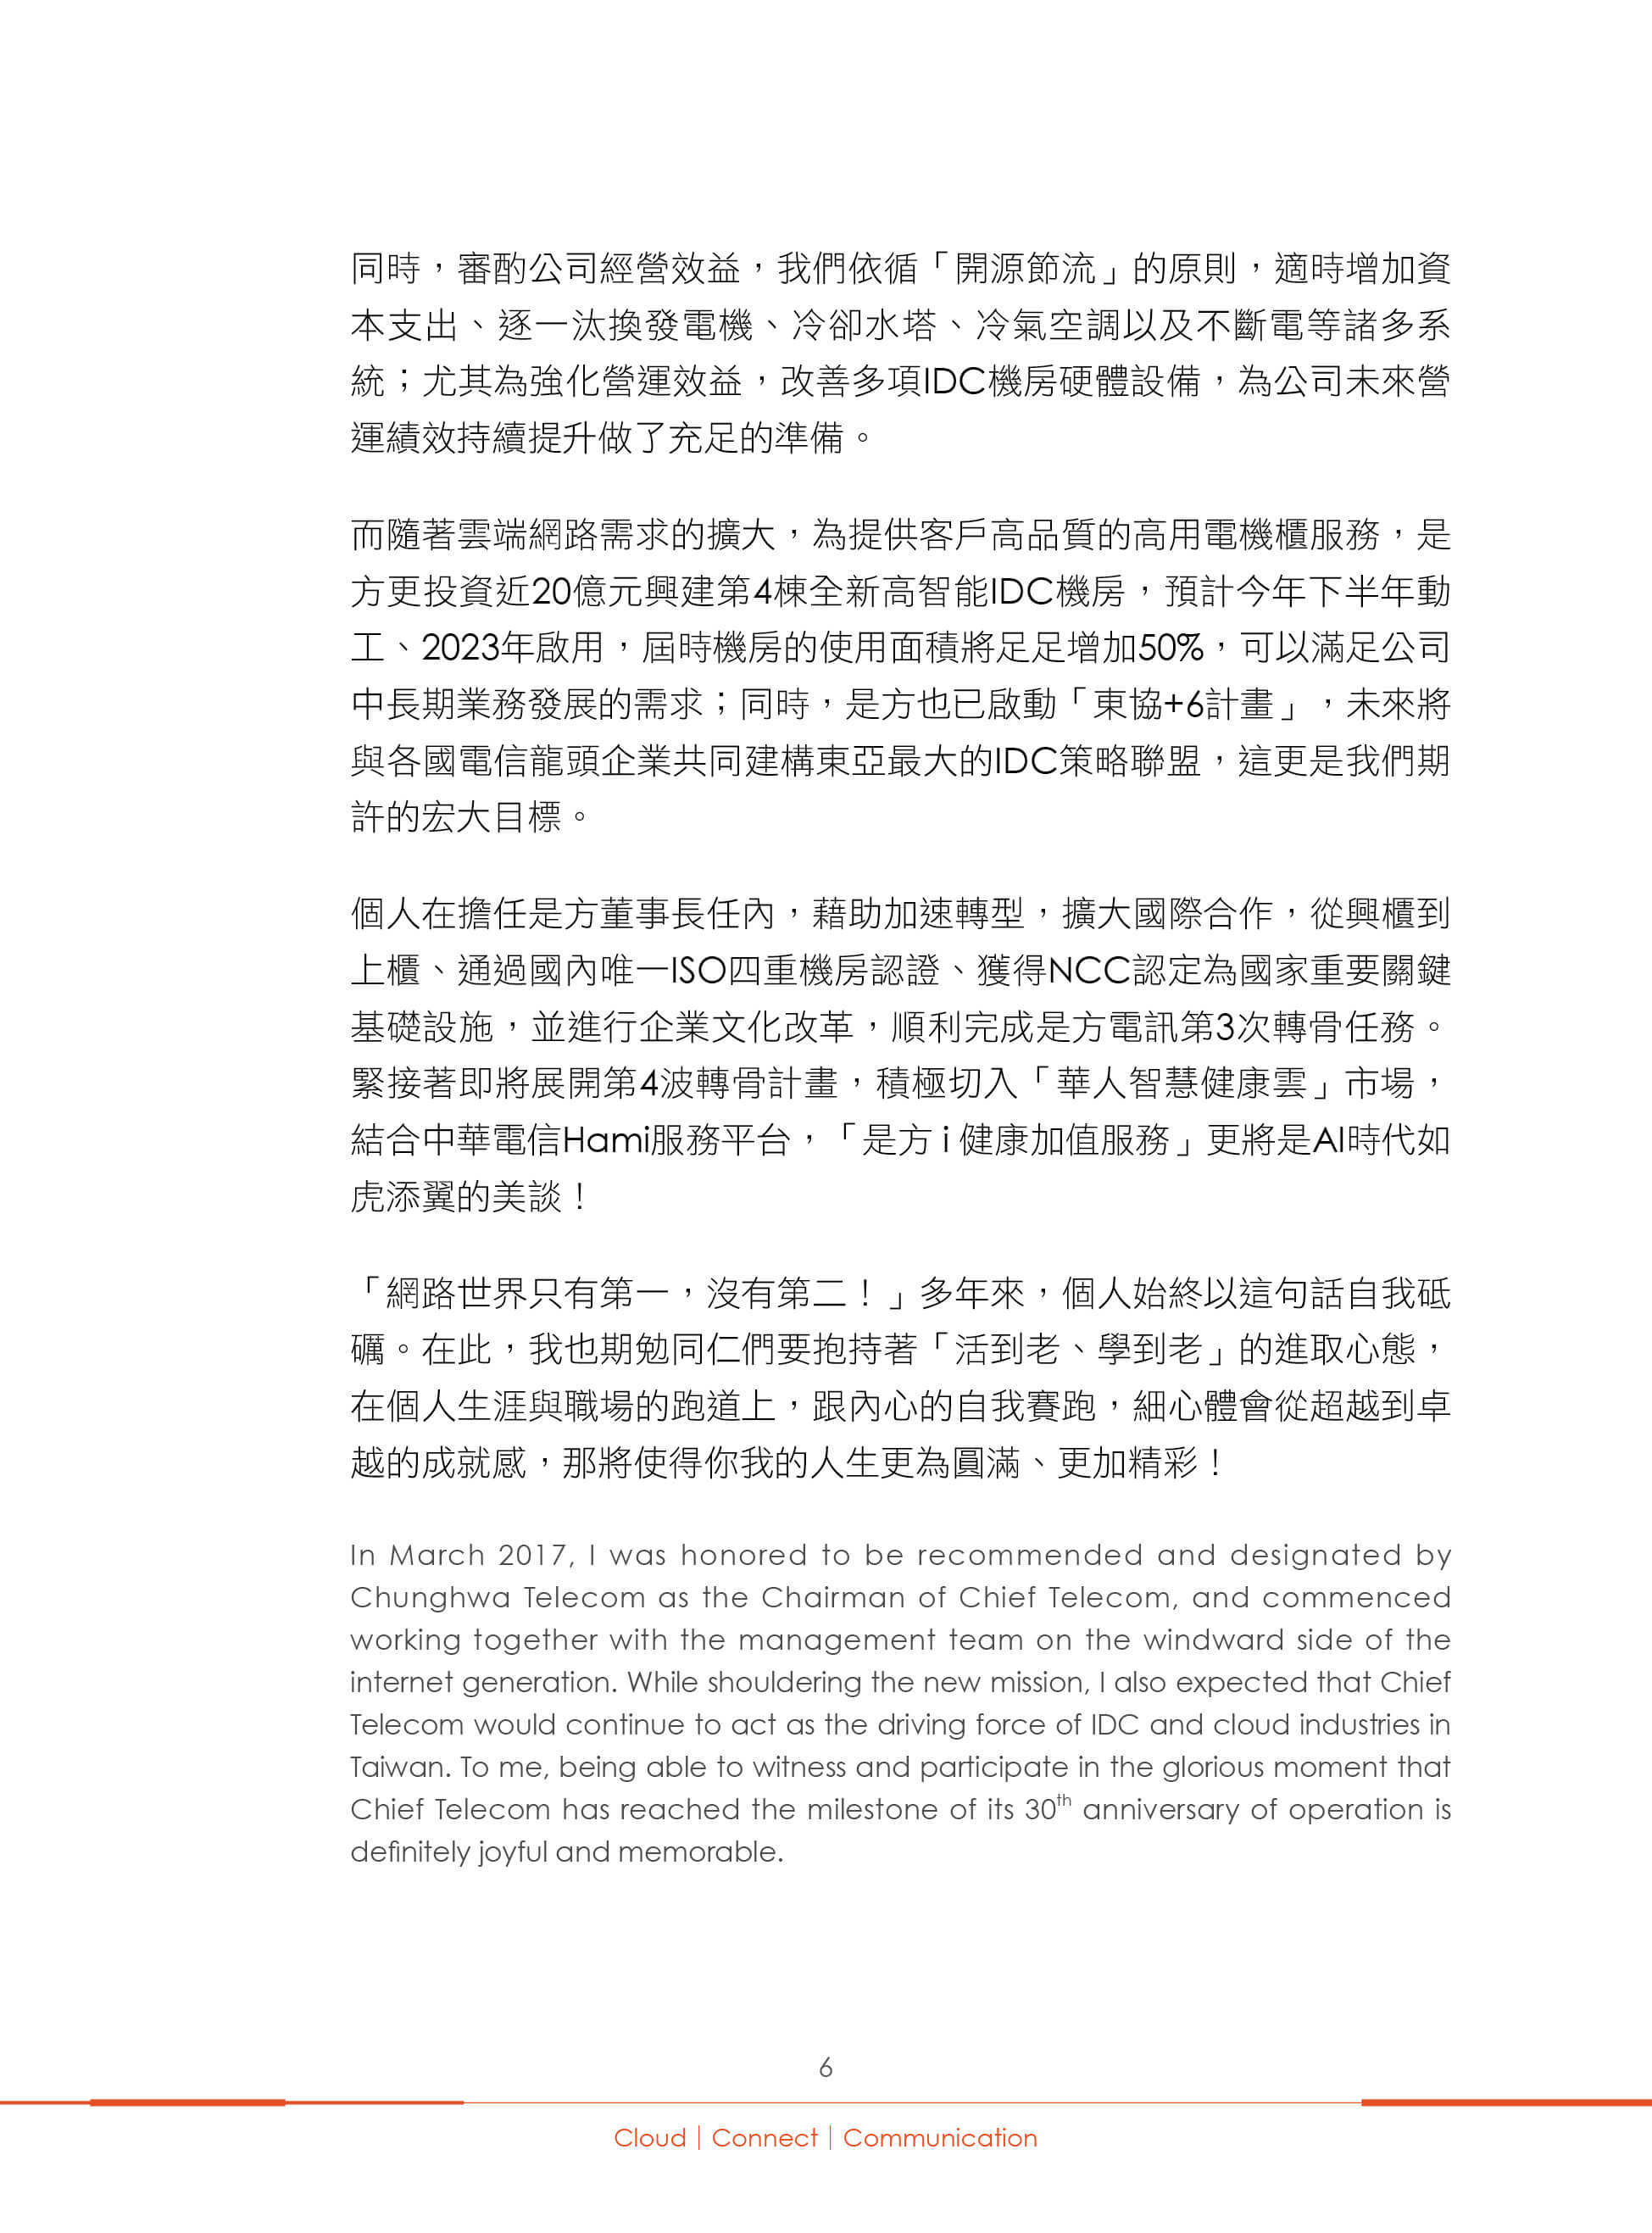 同時，審酌公司經營效益，我們依循「開源節流」的原則，適時增加資
本支出、逐一汰換發電機、冷卻水塔、冷氣空調以及不斷電等諸多系
統；尤其為強化營運效益，改善多項IDC機房硬體設備，為公司未來營
運績效持續提升做了充足的準備。
而隨著雲端網路需求的擴大，為提供客戶高品質的高用電機櫃服務，是
方更投資近20億元興建第4棟全新高智能IDC機房，預計今年下半年動
工、2023年啟用，屆時機房的使用面積將足足增加50%，可以滿足公司
中長期業務發展的需求；同時，是方也已啟動「東協+6計畫」，未來將
與各國電信龍頭企業共同建構東亞最大的IDC策略聯盟，這更是我們期
許的宏大目標。
個人在擔任是方董事長任內，藉助加速轉型，擴大國際合作，從興櫃到
上櫃、通過國內唯一ISO四重機房認證、獲得NCC認定為國家重要關鍵
基礎設施，並進行企業文化改革，順利完成是方電訊第3次轉骨任務。
緊接著即將展開第4波轉骨計畫，積極切入「華人智慧健康雲」市場，
結合中華電信Hami服務平台，「是方 i 健康加值服務」更將是AI時代如
虎添翼的美談！
「網路世界只有第一，沒有第二！」多年來，個人始終以這句話自我砥
礪。在此，我也期勉同仁們要抱持著「活到老、學到老」的進取心態，
在個人生涯與職場的跑道上，跟內心的自我賽跑，細心體會從超越到卓
越的成就感，那將使得你我的人生更為圓滿、更加精彩！
In March 2017, I was honored to be recommended and designated by
Chunghwa Telecom as the Chairman of Chief Telecom, and commenced
working together with the management team on the windward side of the
internet generation. While shouldering the new mission, I also expected that Chief
Telecom would continue to act as the driving force of IDC and cloud industries in
Taiwan. To me, being able to witness and participate in the glorious moment that
Chief Telecom has reached the milestone of its 30th anniversary of operation is
definitely joyful and memorable.
6
Cloud｜Connect｜Communication